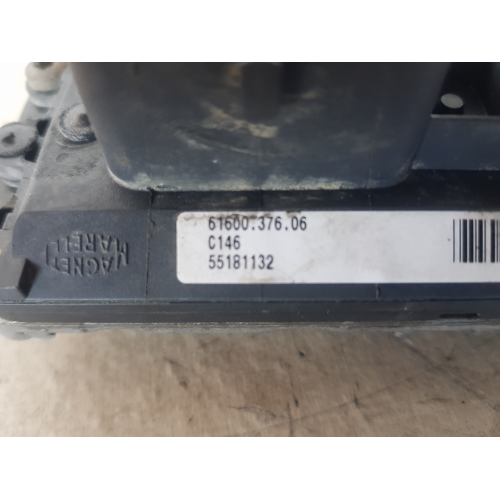 61600.376.06
C146
55181132
MAGNETI
MARELLI